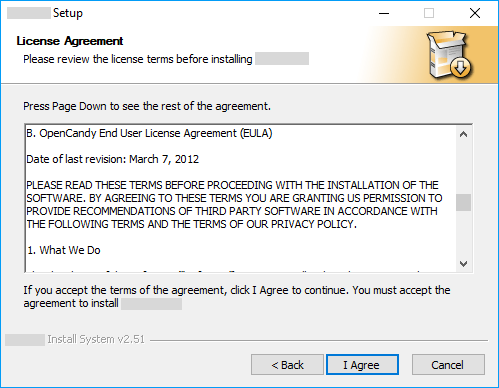 Setup
License Agreement
Please review the license terms before installing
Press Page Down to see the rest of the agreement.
B. OpenCandy End User License Agreement (EULA)
Date of last revision: March 7, 2012
PLEASE READ THESE TERMS BEFORE PROCEEDING WITH THE INSTALLATION OF THE
SOFTWARE. BY AGREEING TO THESE TERMS YOU ARE GRANTING US PERMISSION TO
PROVIDE RECOMMENDATIONS OF THIRD PARTY SOFTWARE IN ACCORDANCE WITH
THE FOLLOWING TERMS AND THE TERMS OF OUR PRIVACY POLICY.
1. What We Do
If you accept the terms of the agreement, click I Agree to continue. You must accept the
agreement to install
Install System v2.51
< Back
I Agree
Cancel